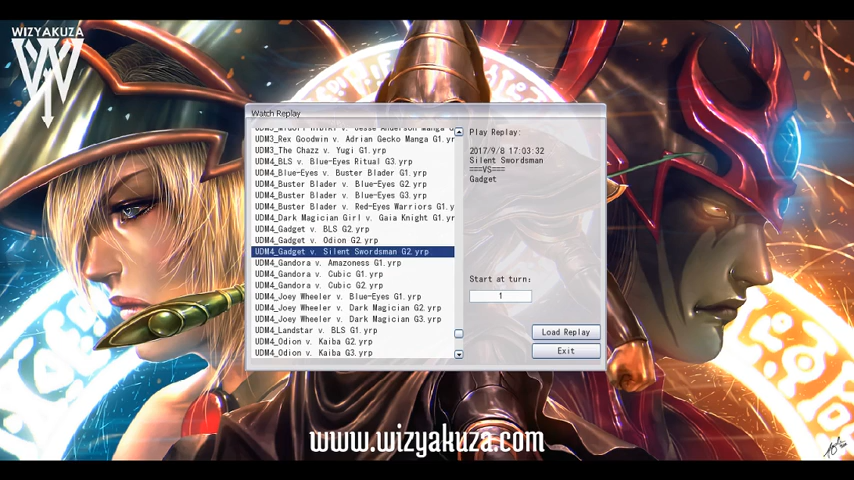 WIZYAKUZA
Watch Replay
UDM3_Rex Goodwin v. Adrian Gecko Manga G1.yr
UDM3_The Chazz v. Yugi G1.yrp
UDM4_BLS v. Blue-Eyes Ritual G3.yrp
UDM4_Blue-Eyes v. Buster Blader G1.yrp
UDM4_Buster Blader v. Blue-Eyes G2.yrp
UDM4_Buster Blader v. Blue-Eyes G3.yrp
UDM4_Buster Blader v. Red-Eyes Warriors G1.y
UDM4_Dark Magician Girl v. Gaia Knight G1.yr
UDM4_Gadget v. BLS G2.yrp
UDM4_Gadget v. Odion G2.yrp
UDM4_Gadget v. Silent Swordsman G2.yrp
UDM4_Gandora v. Amazoness G1.yrp
UDM4_Gandora v. Cubic G1.yrp
UDM4_Gandora v. Cubic G2.yrp
UDM4_Joey Wheeler v. Blue-Eyes G1.yrp
UDM4_Joey Wheeler v. Dark Magician G2.yrp
UDM4_Joey Wheeler v. Dark Magician G3.yrp
UDM4_Landstar v. BLS G1.yrp
UDM4_Odion v. Kaiba G2.yrp
UDM4_Odion v. Kaiba G3.yrp
Play Replay:
2017/9/8 17:03:32
Silent Swordsman
===VS===
Gadget
Start at turn:
1
Load Replay
Exit
www.wizyakuza.com